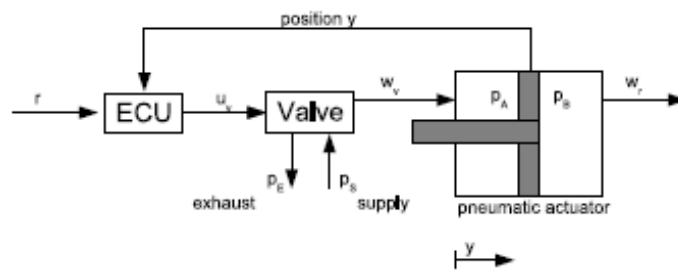 position y
r
ECU
u_v
Valve
w_v
p_A
p_B
w_r
p_E
p_S
exhaust
supply
pneumatic actuator
y